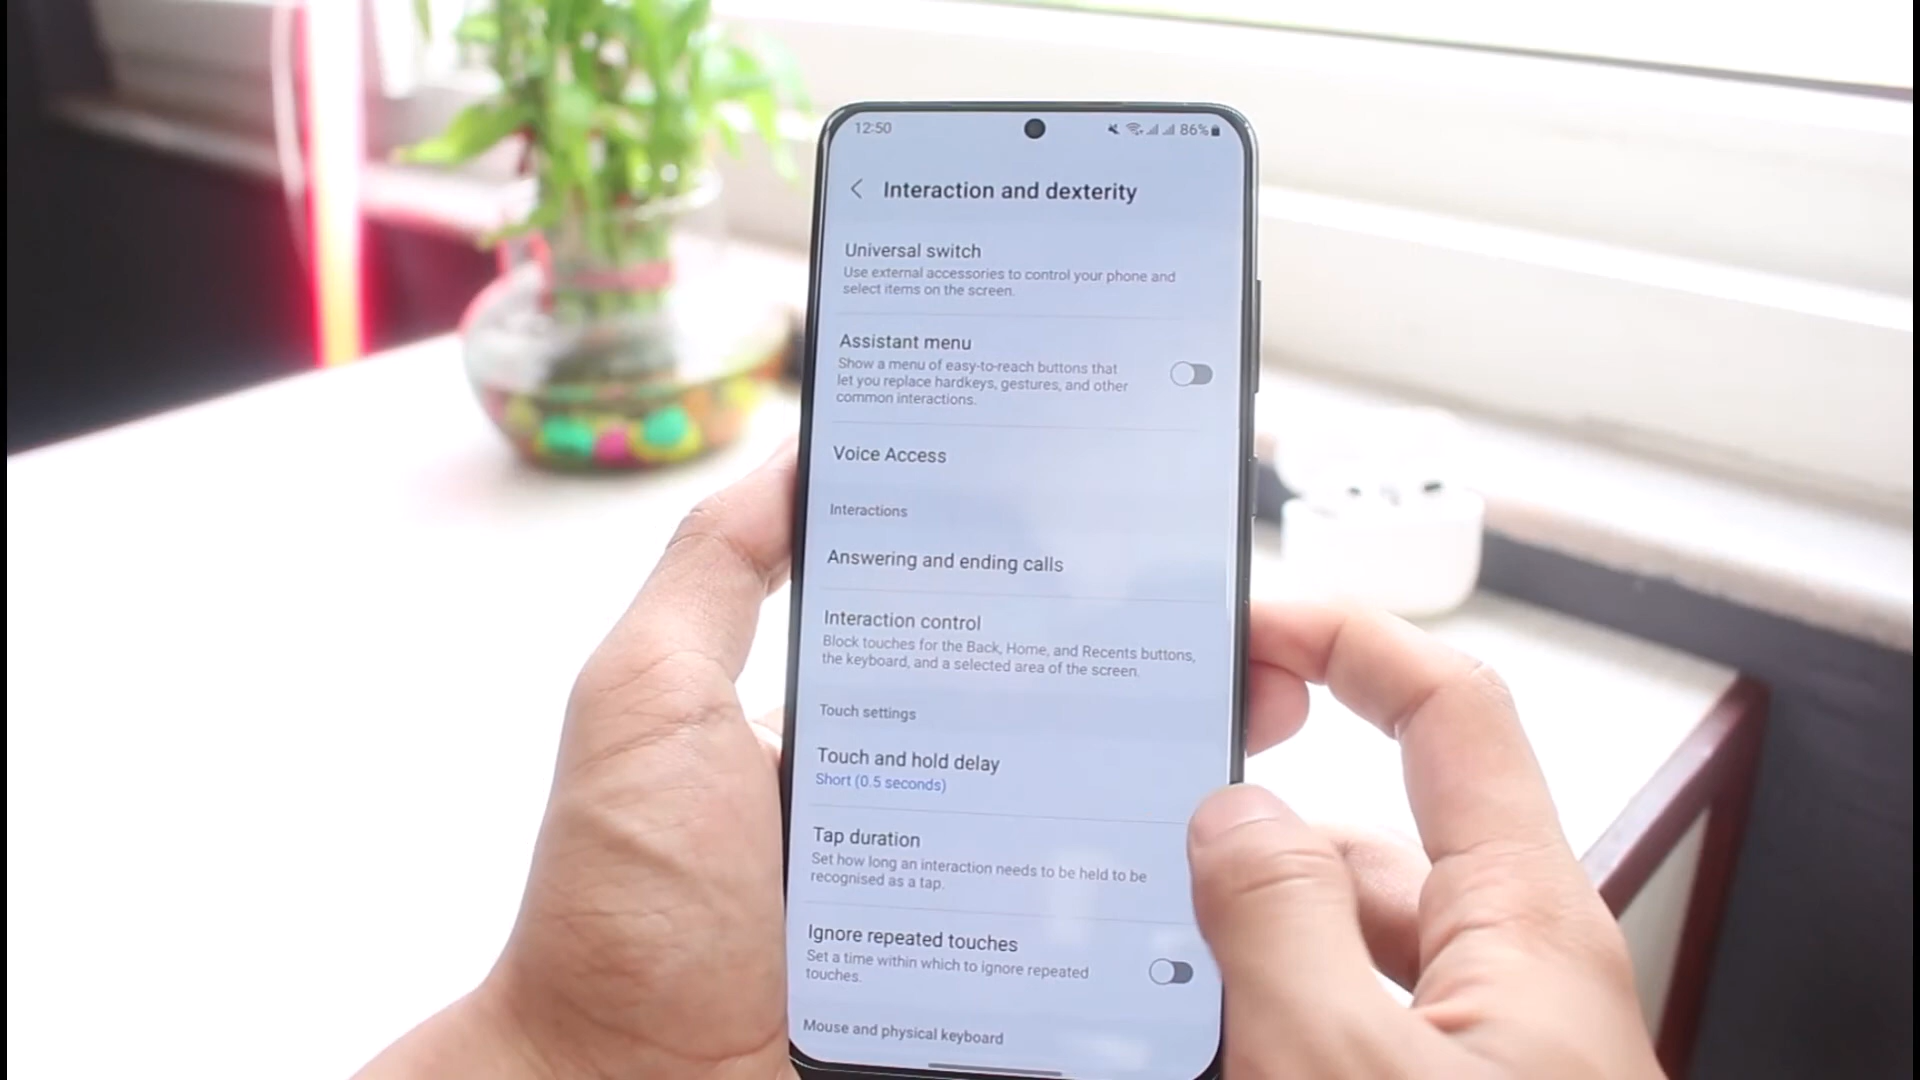 12:50
86%
Interaction and dexterity
Universal switch
Use external accessories to control your phone and
select items on the screen.
Assistant menu
Show a menu of easy-to-reach buttons that
let you replace hardkeys, gestures, and other
common interactions.
Voice Access
Interactions
Answering and ending calls
Interaction control
Block touches for the Back, Home, and Recents buttons,
the keyboard, and a selected area of the screen.
Touch settings
Touch and hold delay
Short (0.5 seconds)
Tap duration
Set how long an interaction needs to be held to be
recognised as a tap.
Ignore repeated touches
Set a time within which to ignore repeated
touches.
Mouse and physical keyboard